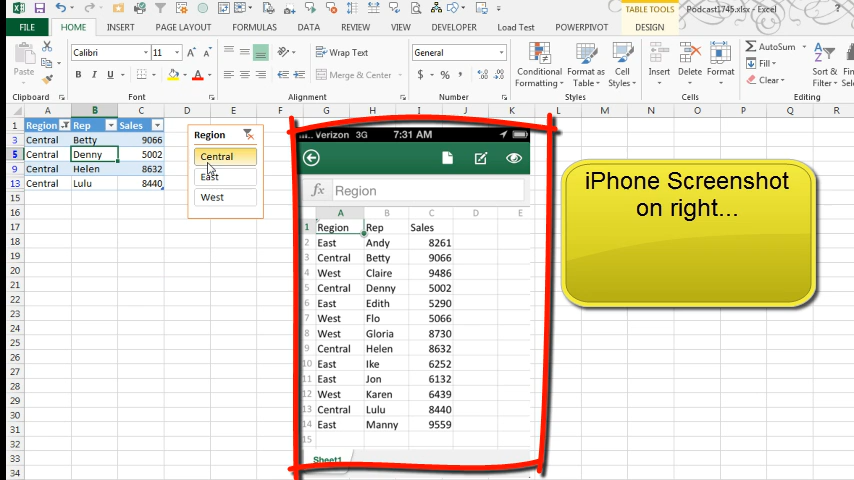 TABLE TOOLS
Podcast1745.xlsx - Excel
FILE HOME INSERT PAGE LAYOUT FORMULAS DATA REVIEW VIEW DEVELOPER Load Test POWERPIVOT DESIGN
Calibri 11 Wrap Text General AutoSum
Paste B I U Merge & Center $ % , Conditional Formatting Format as Table Cell Styles Insert Delete Format Fill Clear Sort & Filter Find & Select
Clipboard Font Alignment Number Styles Cells Editing
A B C D E F G H I J K L M N O P Q R
1 Region Rep Sales
3 Central Betty 9066
5 Central Denny 5002
9 Central Helen 8632
13 Central Lulu 8440
15
16
17
18
19
20
21
22
23
24
25
26
27
28
29
30
31
32
33
34
Region
Central
East
West
Verizon 3G 7:31 AM
fx Region
A B C D E
1 Region Rep Sales
2 East Andy 8261
3 Central Betty 9066
4 West Claire 9486
5 Central Denny 5002
6 East Edith 5290
7 West Flo 5066
8 West Gloria 8730
9 Central Helen 8632
10 East Ike 6252
11 East Jon 6132
12 West Karen 6439
13 Central Lulu 8440
14 East Manny 9559
15
Sheet1
iPhone Screenshot
on right...